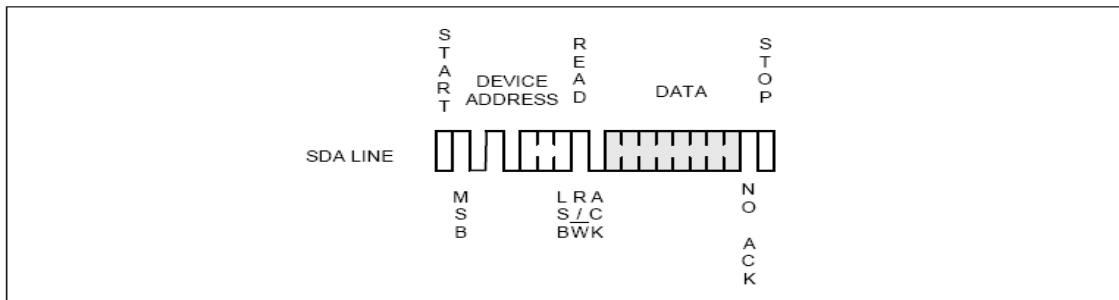 START
DEVICE
ADDRESS
READ
DATA
STOP
SDA LINE
MSB
LSB
R/W
ACK
NO ACK